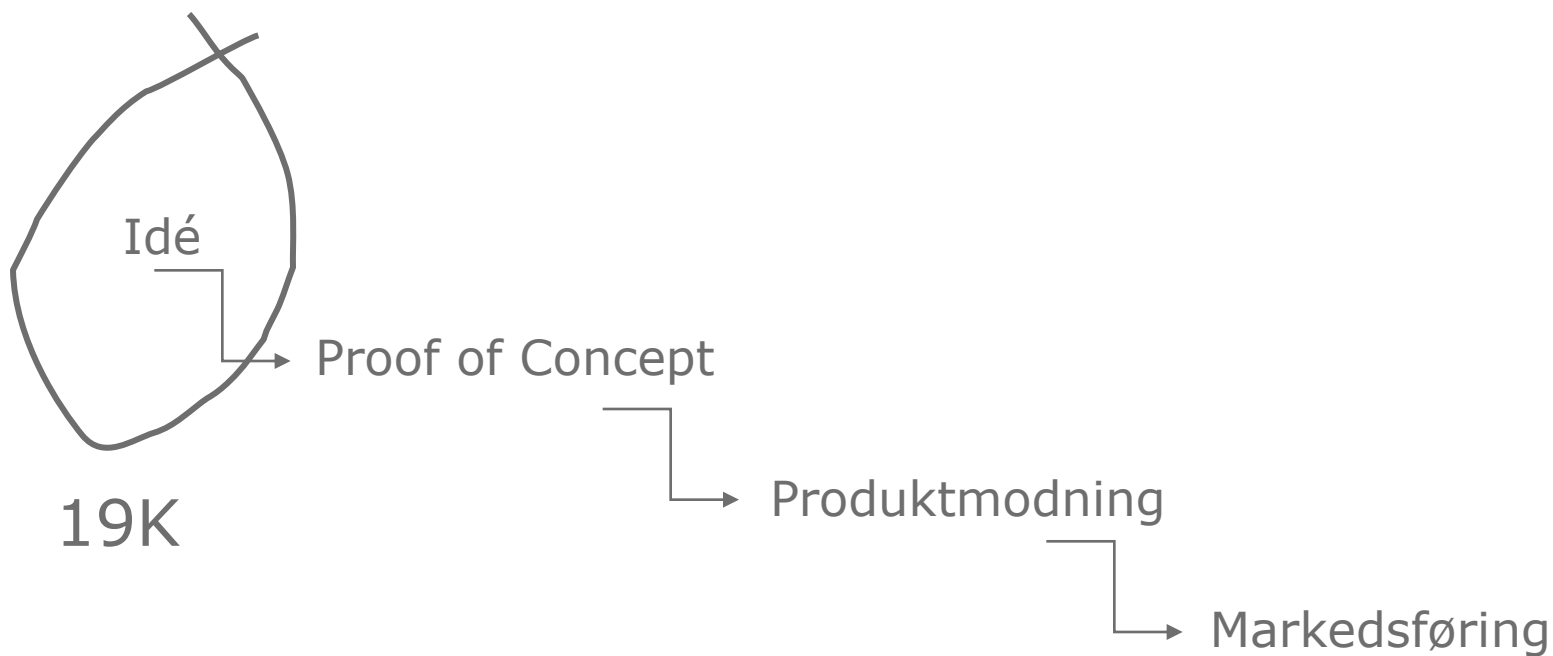 Idé
Proof of Concept
19K
Produktmodning
Markedsføring